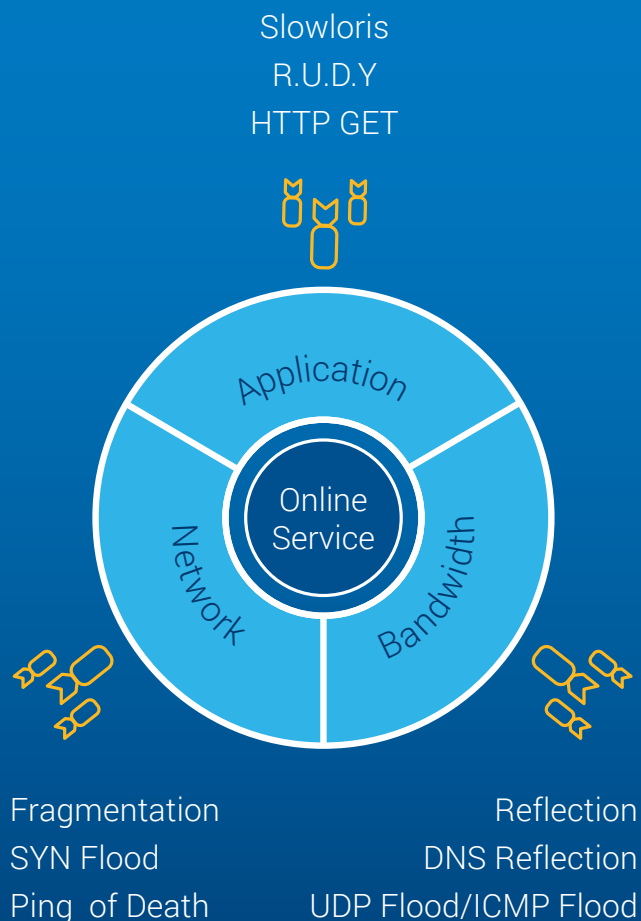 Slowloris
R.U.D.Y
HTTP GET
Application
Online
Service
Network
Bandwidth
Fragmentation
SYN Flood
Ping of Death
Reflection
DNS Reflection
UDP Flood/ICMP Flood